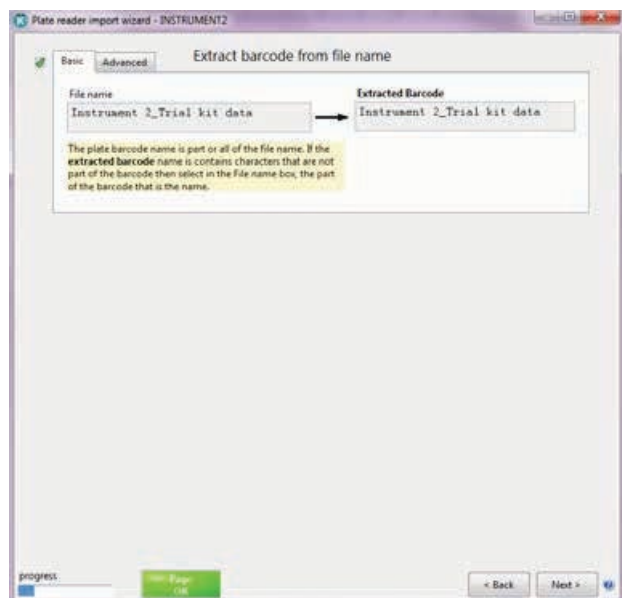 Plate reader import wizard - INSTRUMENT2
Basic
Advanced
Extract barcode from file name
File name
Extracted Barcode
Instrument 2_Trial kit data
Instrument 2_Trial kit data
The plate barcode name is part or all of the file name. If the
extracted barcode name is contains characters that are not
part of the barcode then select in the File name box, the part
of the barcode that is the name.
progress
Page
OK
< Back
Next >